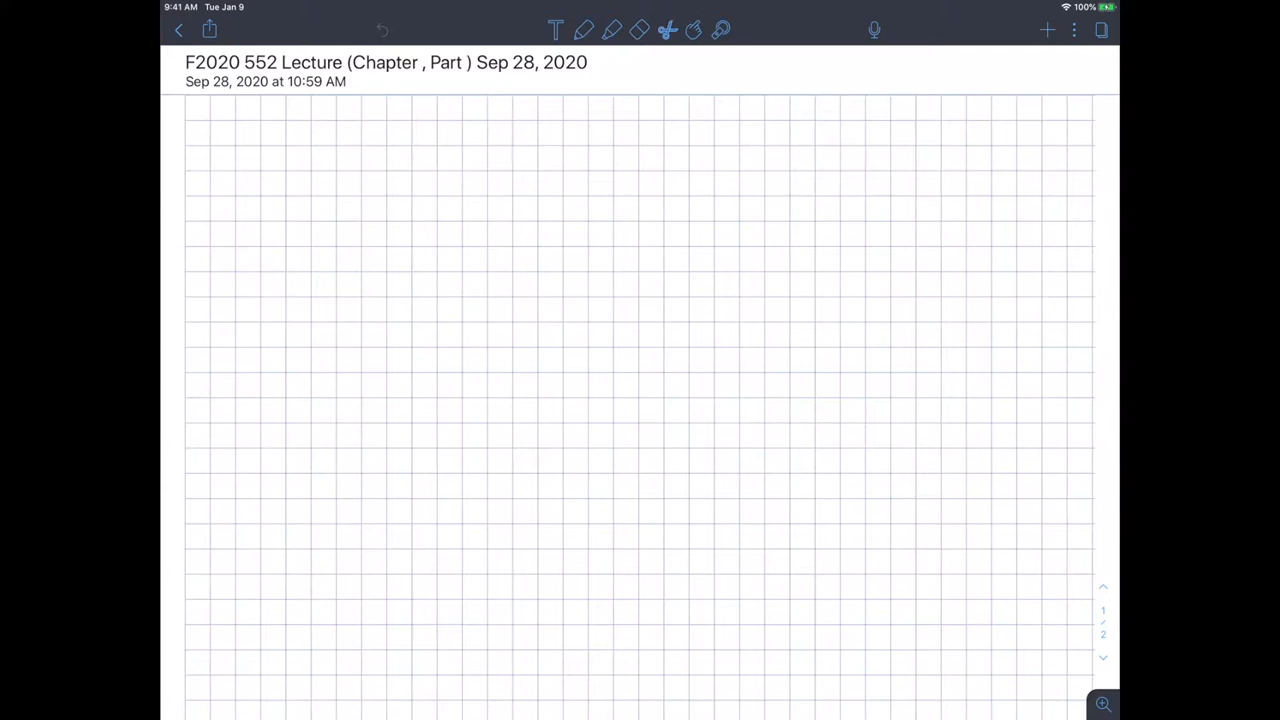 9:41 AM Tue Jan 9
100%
T
F2020 552 Lecture (Chapter , Part ) Sep 28, 2020
Sep 28, 2020 at 10:59 AM
1
/
2